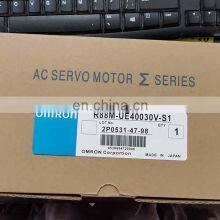 AC SERVO MOTOR Σ SERIES
OMRON
R88M-UE40030V-S1
LOT No.
2P0531-47-98
QTY
1
OMRON Corporation
MADE IN JAPAN